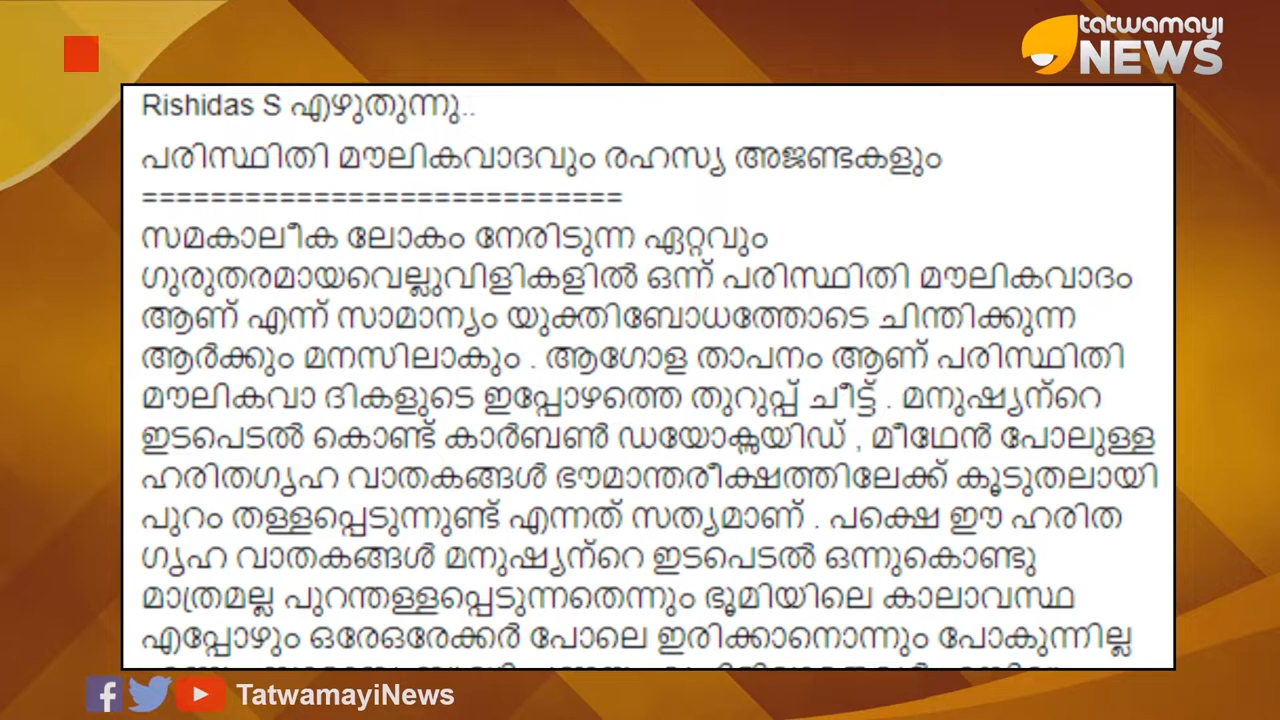 tatwamayi
NEWS
Rishidas S എഴുതുന്നു..
പരിസ്ഥിതി മൗലികവാദവും രഹസ്യ അജണ്ടകളും
============================
സമകാലീക ലോകം നേരിടുന്ന ഏറ്റവും
ഗുരുതരമായവെല്ലുവിളികളിൽ ഒന്ന് പരിസ്ഥിതി മൗലികവാദം
ആണ് എന്ന് സാമാന്യം യുക്തിബോധത്തോടെ ചിന്തിക്കുന്ന
ആർക്കും മനസിലാകും . ആഗോള താപനം ആണ് പരിസ്ഥിതി
മൗലികവാ ദികളുടെ ഇപ്പോഴത്തെ തുറുപ്പ് ചീട്ട് . മനുഷ്യന്റെ
ഇടപെടൽ കൊണ്ട് കാർബൺ ഡയോക്സയിഡ് , മീഥേൻ പോലുള്ള
ഹരിതഗൃഹ വാതകങ്ങൾ ഭൗമാന്തരീക്ഷത്തിലേക്ക് കൂടുതലായി
പുറം തള്ളപ്പെടുന്നുണ്ട് എന്നത് സത്യമാണ് . പക്ഷെ ഈ ഹരിത
ഗൃഹ വാതകങ്ങൾ മനുഷ്യന്റെ ഇടപെടൽ ഒന്നുകൊണ്ടു
മാത്രമല്ല പുറന്തള്ളപ്പെടുന്നതെന്നും ഭൂമിയിലെ കാലാവസ്ഥ
എപ്പോഴും ഒരേഒരേക്കർ പോലെ ഇരിക്കാനൊന്നും പോകുന്നില്ല
TatwamayiNews